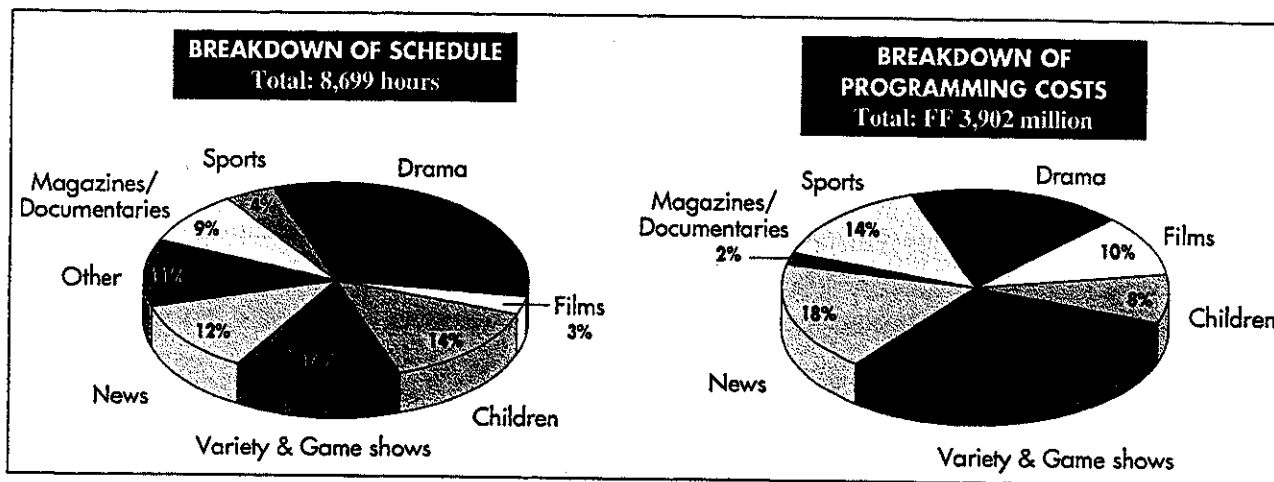 BREAKDOWN OF SCHEDULE
Total: 8,699 hours
Sports
Drama
Magazines/
Documentaries
4%
9%
Other
11%
Films
3%
12%
14%
News
Children
Variety & Game shows
BREAKDOWN OF
PROGRAMMING COSTS
Total: FF 3,902 million
Drama
Sports
Magazines/
Documentaries
2%
14%
Films
10%
18%
8%
Children
News
Variety & Game shows